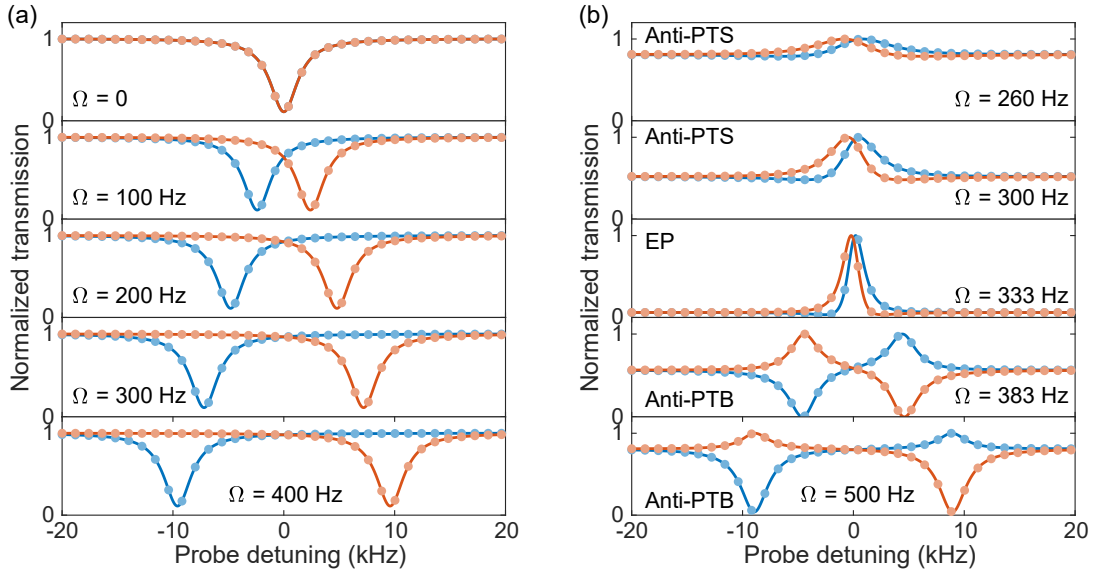 (a)
Normalized transmission
1
Ω = 0
0
1
Ω = 100 Hz
0
1
Ω = 200 Hz
0
1
Ω = 300 Hz
0
1
Ω = 400 Hz
0
-20 -10 0 10 20
Probe detuning (kHz)
(b)
Normalized transmission
Anti-PTS
1
Ω = 260 Hz
0
Anti-PTS
1
Ω = 300 Hz
0
EP
1
Ω = 333 Hz
0
1
Anti-PTB
Ω = 383 Hz
0
1
Anti-PTB
Ω = 500 Hz
0
-20 -10 0 10 20
Probe detuning (kHz)